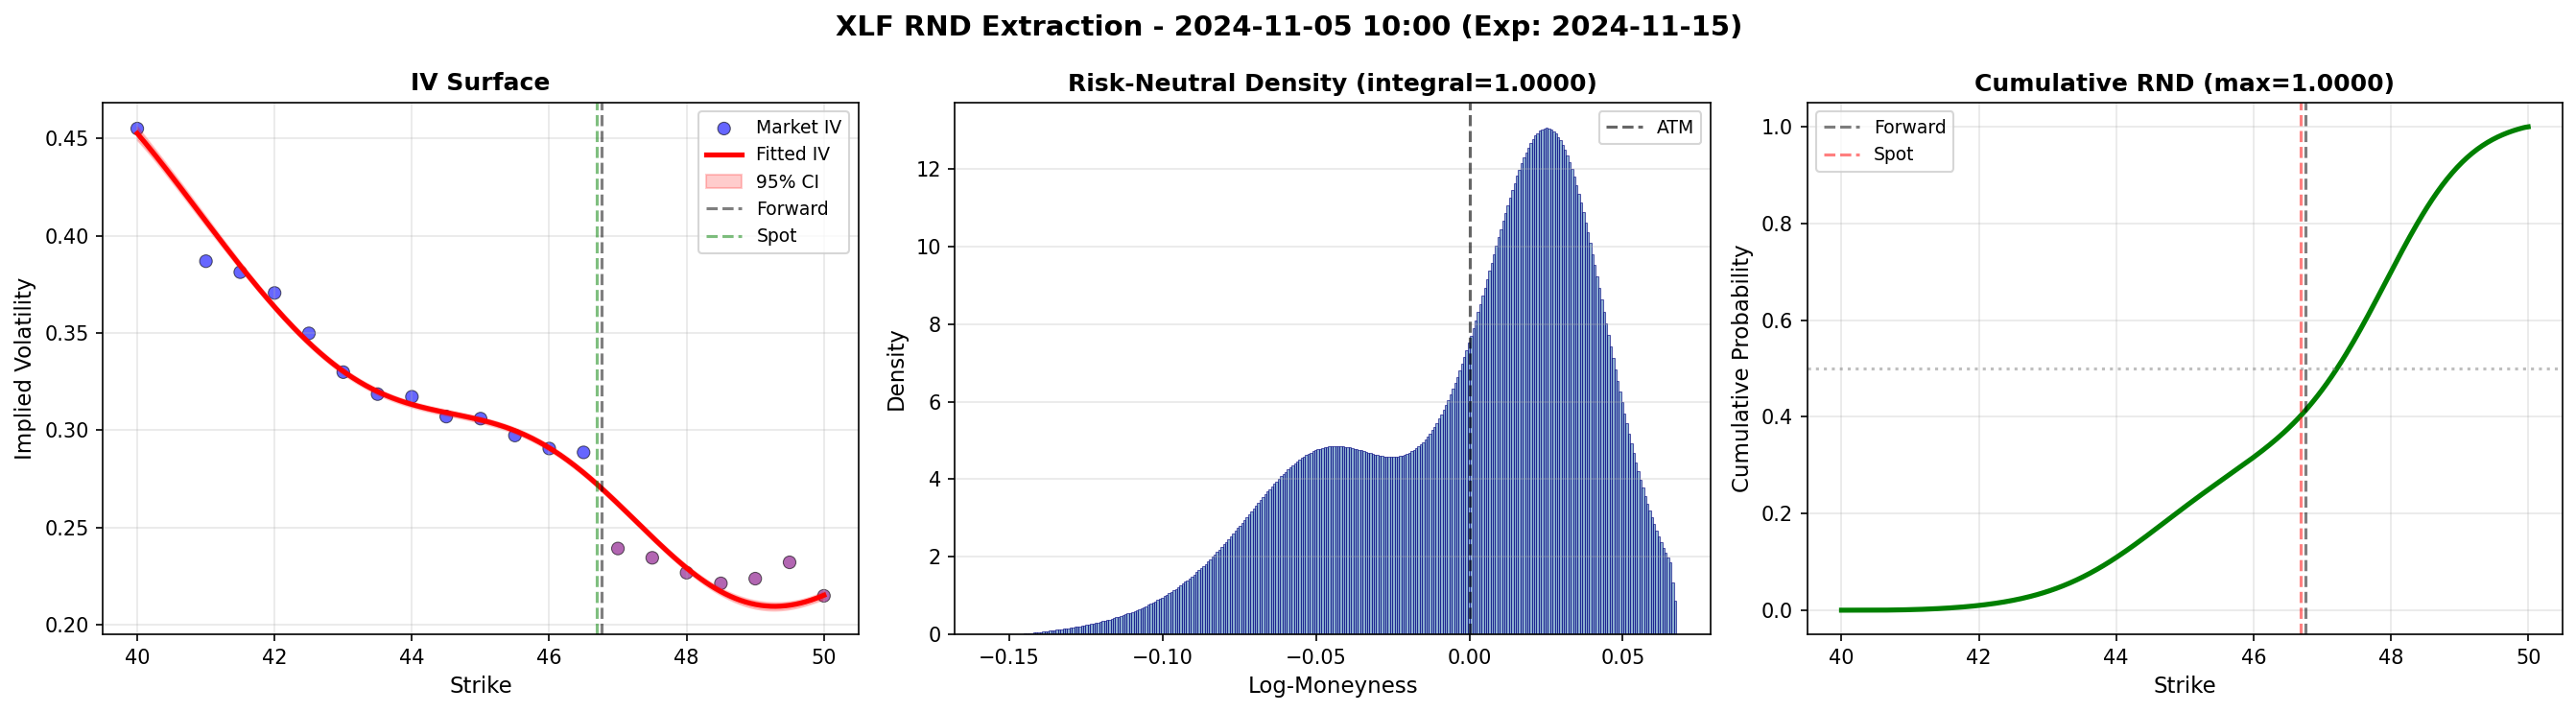 XLF RND Extraction - 2024-11-05 10:00 (Exp: 2024-11-15)
IV Surface
Implied Volatility
0.45
0.40
0.35
0.30
0.25
0.20
40
42
44
46
48
50
Strike
Market IV
Fitted IV
95% CI
Forward
Spot
Risk-Neutral Density (integral=1.0000)
Density
12
10
8
6
4
2
0
−0.15
−0.10
−0.05
0.00
0.05
Log-Moneyness
ATM
Cumulative RND (max=1.0000)
Cumulative Probability
1.0
0.8
0.6
0.4
0.2
0.0
40
42
44
46
48
50
Strike
Forward
Spot